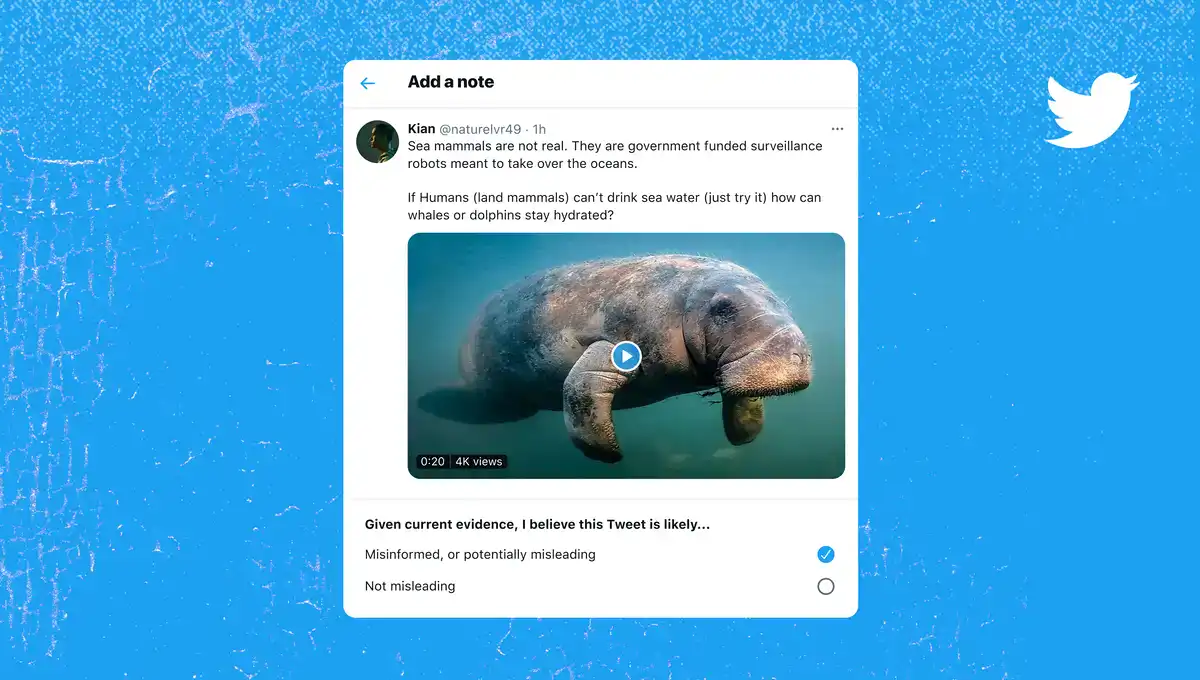 Add a note
Kian @naturelvr49 · 1h
Sea mammals are not real. They are government funded surveillance
robots meant to take over the oceans.
If Humans (land mammals) can’t drink sea water (just try it) how can
whales or dolphins stay hydrated?
0:20 4K views
Given current evidence, I believe this Tweet is likely...
Misinformed, or potentially misleading
Not misleading